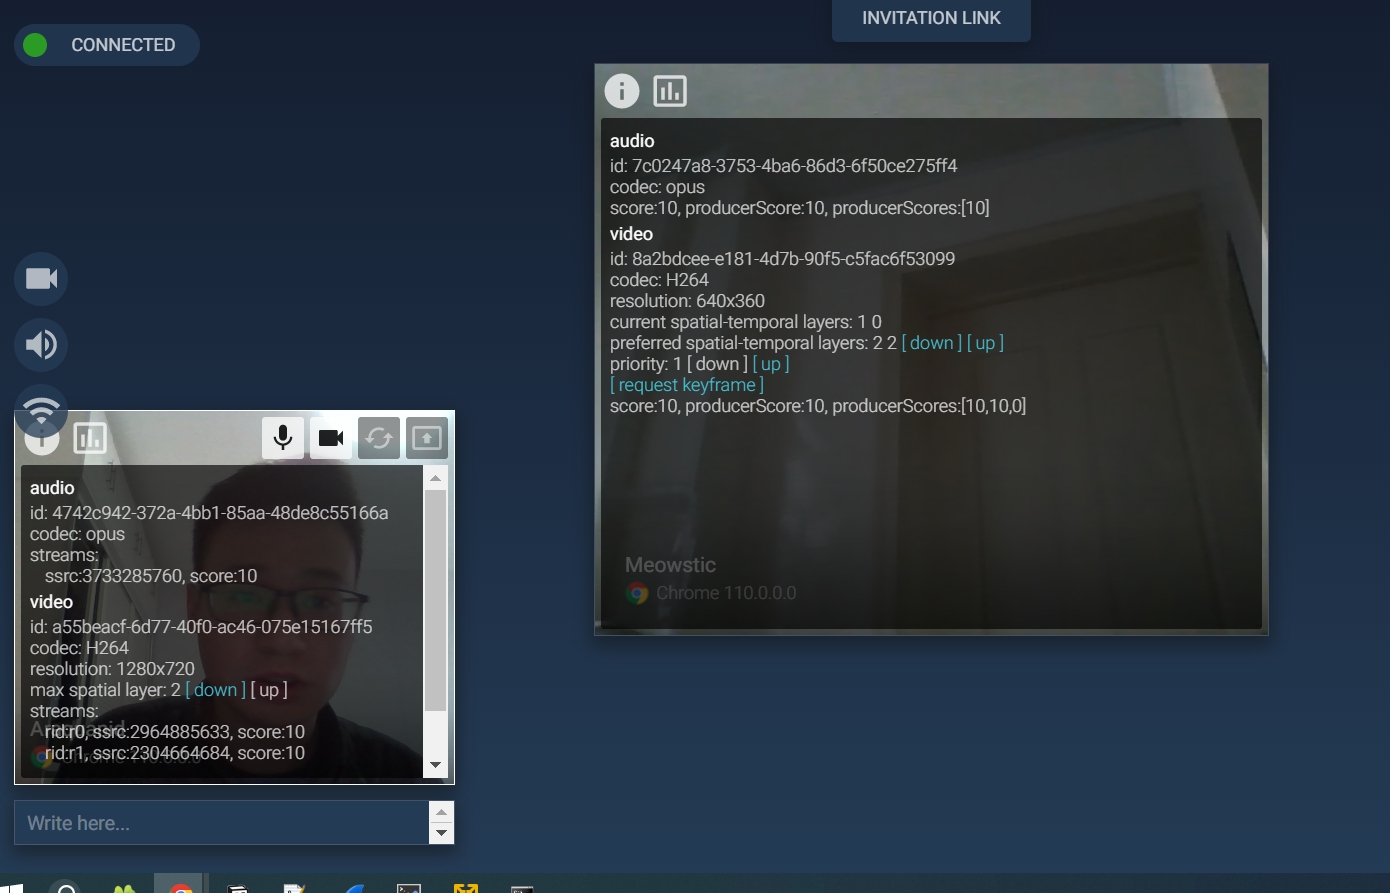 CONNECTED
INVITATION LINK
audio
id: 7c0247a8-3753-4ba6-86d3-6f50ce275ff4
codec: opus
score:10, producerScore:10, producerScores:[10]
video
id: 8a2bdcee-e181-4d7b-90f5-c5fac6f53099
codec: H264
resolution: 640x360
current spatial-temporal layers: 1 0
preferred spatial-temporal layers: 2 2 [ down ] [ up ]
priority: 1 [ down ] [ up ]
[ request keyframe ]
score:10, producerScore:10, producerScores:[10,10,0]
Meowstic
Chrome 110.0.0.0
audio
id: 4742c942-372a-4bb1-85aa-48de8c55166a
codec: opus
streams:
ssrc:3733285760, score:10
video
id: a55beacf-6d77-40f0-ac46-075e15167ff5
codec: H264
resolution: 1280x720
max spatial layer: 2 [ down ] [ up ]
streams:
rid:r0, ssrc:2964885633, score:10
rid:r1, ssrc:2304664684, score:10
Chrome 110.0.0.0
Write here...